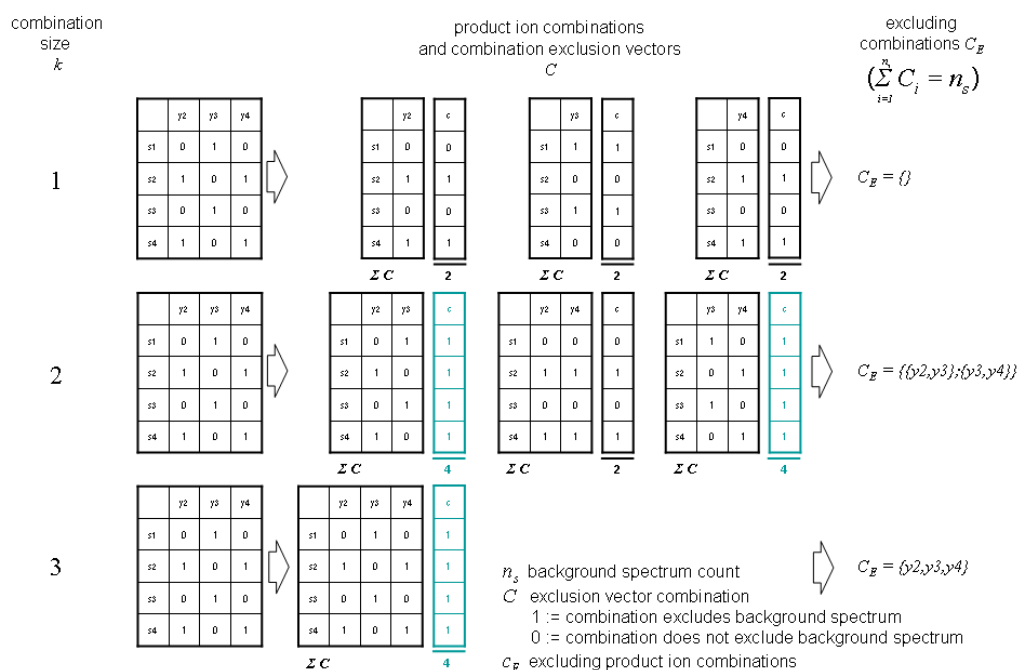 combination
size
k
product ion combinations
and combination exclusion vectors
C
excluding
combinations C_E
(Σ_{i=1}^{n_s} C_i = n_s)
1
y2 y3 y4
s1 0 1 0
s2 1 0 1
s3 0 1 0
s4 1 0 1
y2 c
s1 0 0
s2 1 1
s3 0 0
s4 1 1
Σ C 2
y3 c
s1 1 1
s2 0 0
s3 1 1
s4 0 0
Σ C 2
y4 c
s1 0 0
s2 1 1
s3 0 0
s4 1 1
Σ C 2
C_E = {}
2
y2 y3 y4
s1 0 1 0
s2 1 0 1
s3 0 1 0
s4 1 0 1
y2 y3 c
s1 0 1 1
s2 1 0 1
s3 0 1 1
s4 1 0 1
Σ C 4
y2 y4 c
s1 0 0 0
s2 1 1 1
s3 0 0 0
s4 1 1 1
Σ C 2
y3 y4 c
s1 1 0 1
s2 0 1 1
s3 1 0 1
s4 0 1 1
Σ C 4
C_E = {{y2,y3};{y3,y4}}
3
y2 y3 y4
s1 0 1 0
s2 1 0 1
s3 0 1 0
s4 1 0 1
y2 y3 y4 c
s1 0 1 0 1
s2 1 0 1 1
s3 0 1 0 1
s4 1 0 1 1
Σ C 4
C_E = {y2,y3,y4}
n_s background spectrum count
C exclusion vector combination
1 := combination excludes background spectrum
0 := combination does not exclude background spectrum
c_E excluding product ion combinations